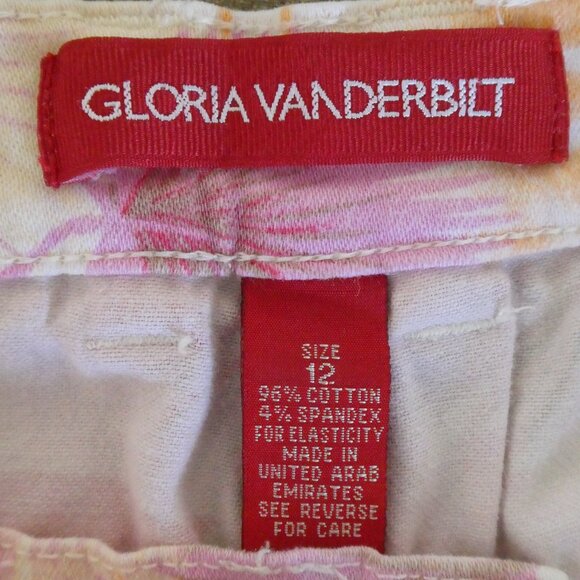 GLORIA VANDERBILT
SIZE
12
96% COTTON
4% SPANDEX
FOR ELASTICITY
MADE IN
UNITED ARAB
EMIRATES
SEE REVERSE
FOR CARE